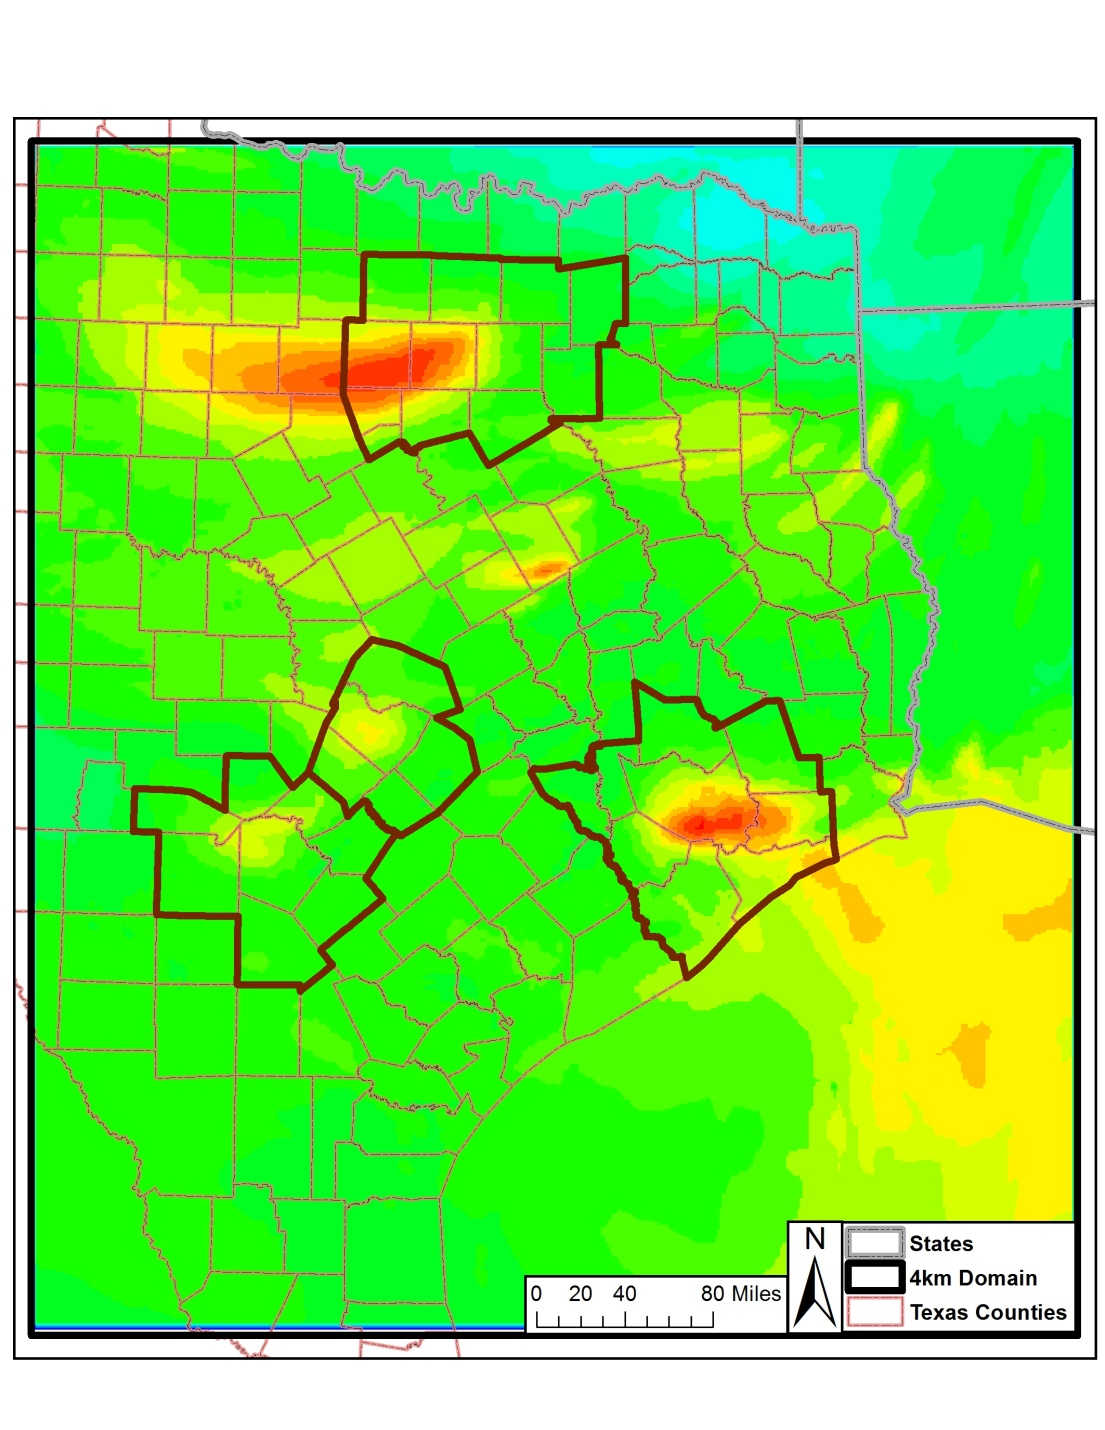 N
States
4km Domain
Texas Counties
0 20 40 80 Miles